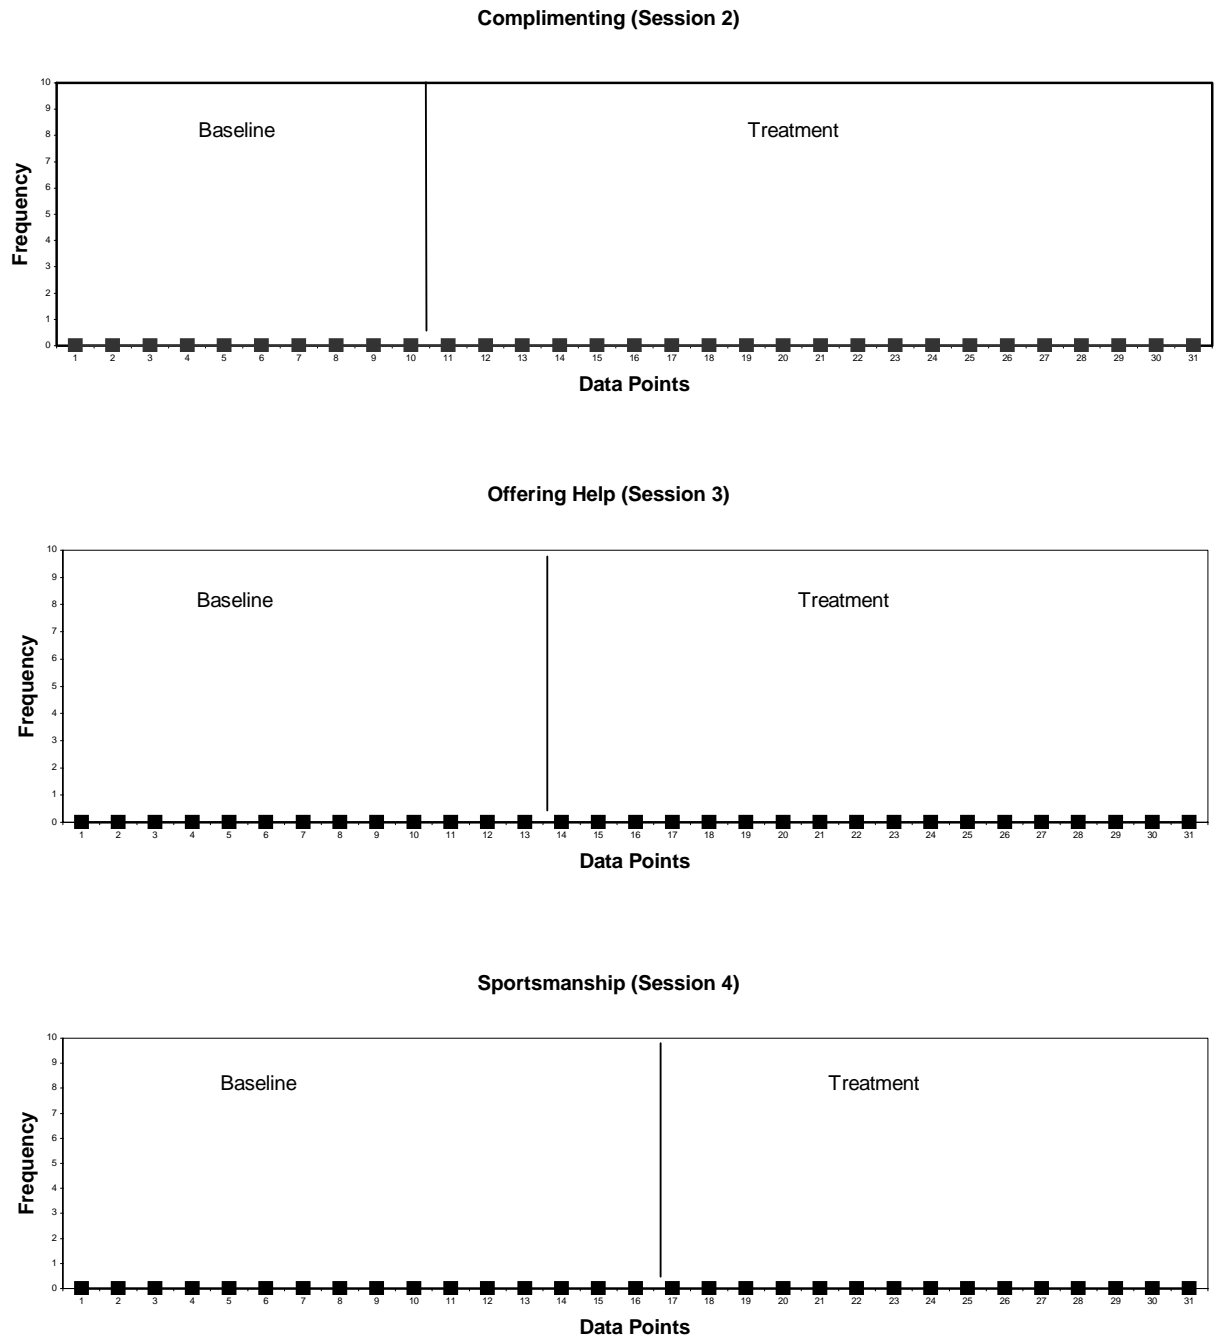 Complimenting (Session 2)
10
9
8
7
6
5
4
3
2
1
0
Frequency
Baseline
Treatment
1 2 3 4 5 6 7 8 9 10 11 12 13 14 15 16 17 18 19 20 21 22 23 24 25 26 27 28 29 30 31
Data Points
Offering Help (Session 3)
10
9
8
7
6
5
4
3
2
1
0
Frequency
Baseline
Treatment
1 2 3 4 5 6 7 8 9 10 11 12 13 14 15 16 17 18 19 20 21 22 23 24 25 26 27 28 29 30 31
Data Points
Sportsmanship (Session 4)
10
9
8
7
6
5
4
3
2
1
0
Frequency
Baseline
Treatment
1 2 3 4 5 6 7 8 9 10 11 12 13 14 15 16 17 18 19 20 21 22 23 24 25 26 27 28 29 30 31
Data Points